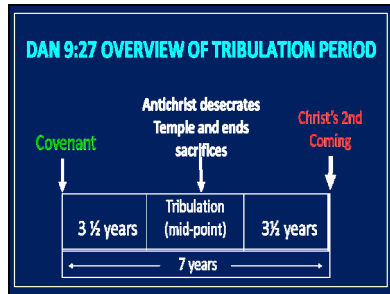 DAN 9:27 OVERVIEW OF TRIBULATION PERIOD
Antichrist desecrates
Temple and ends
sacrifices
Christ's 2nd
Coming
Covenant
3 ½ years
Tribulation
(mid-point)
3½ years
7 years